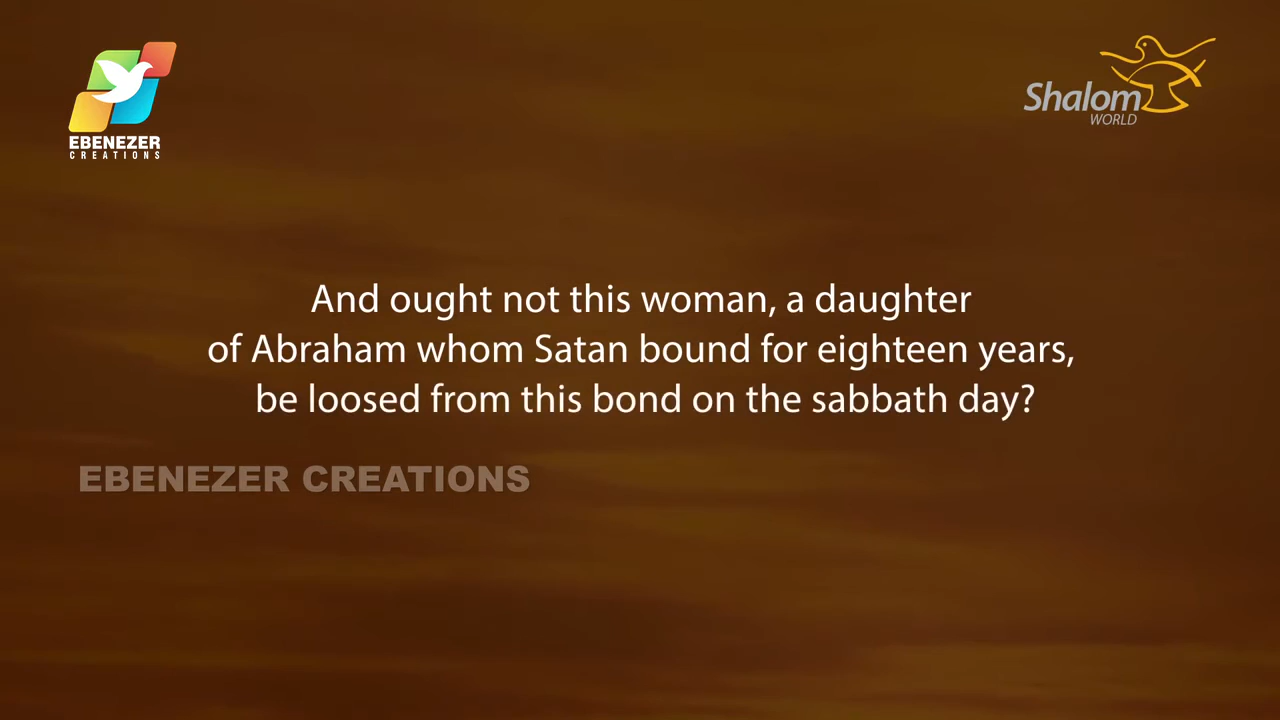 EBENEZER
CREATIONS
Shalom
WORLD
And ought not this woman, a daughter
of Abraham whom Satan bound for eighteen years,
be loosed from this bond on the sabbath day?
EBENEZER CREATIONS